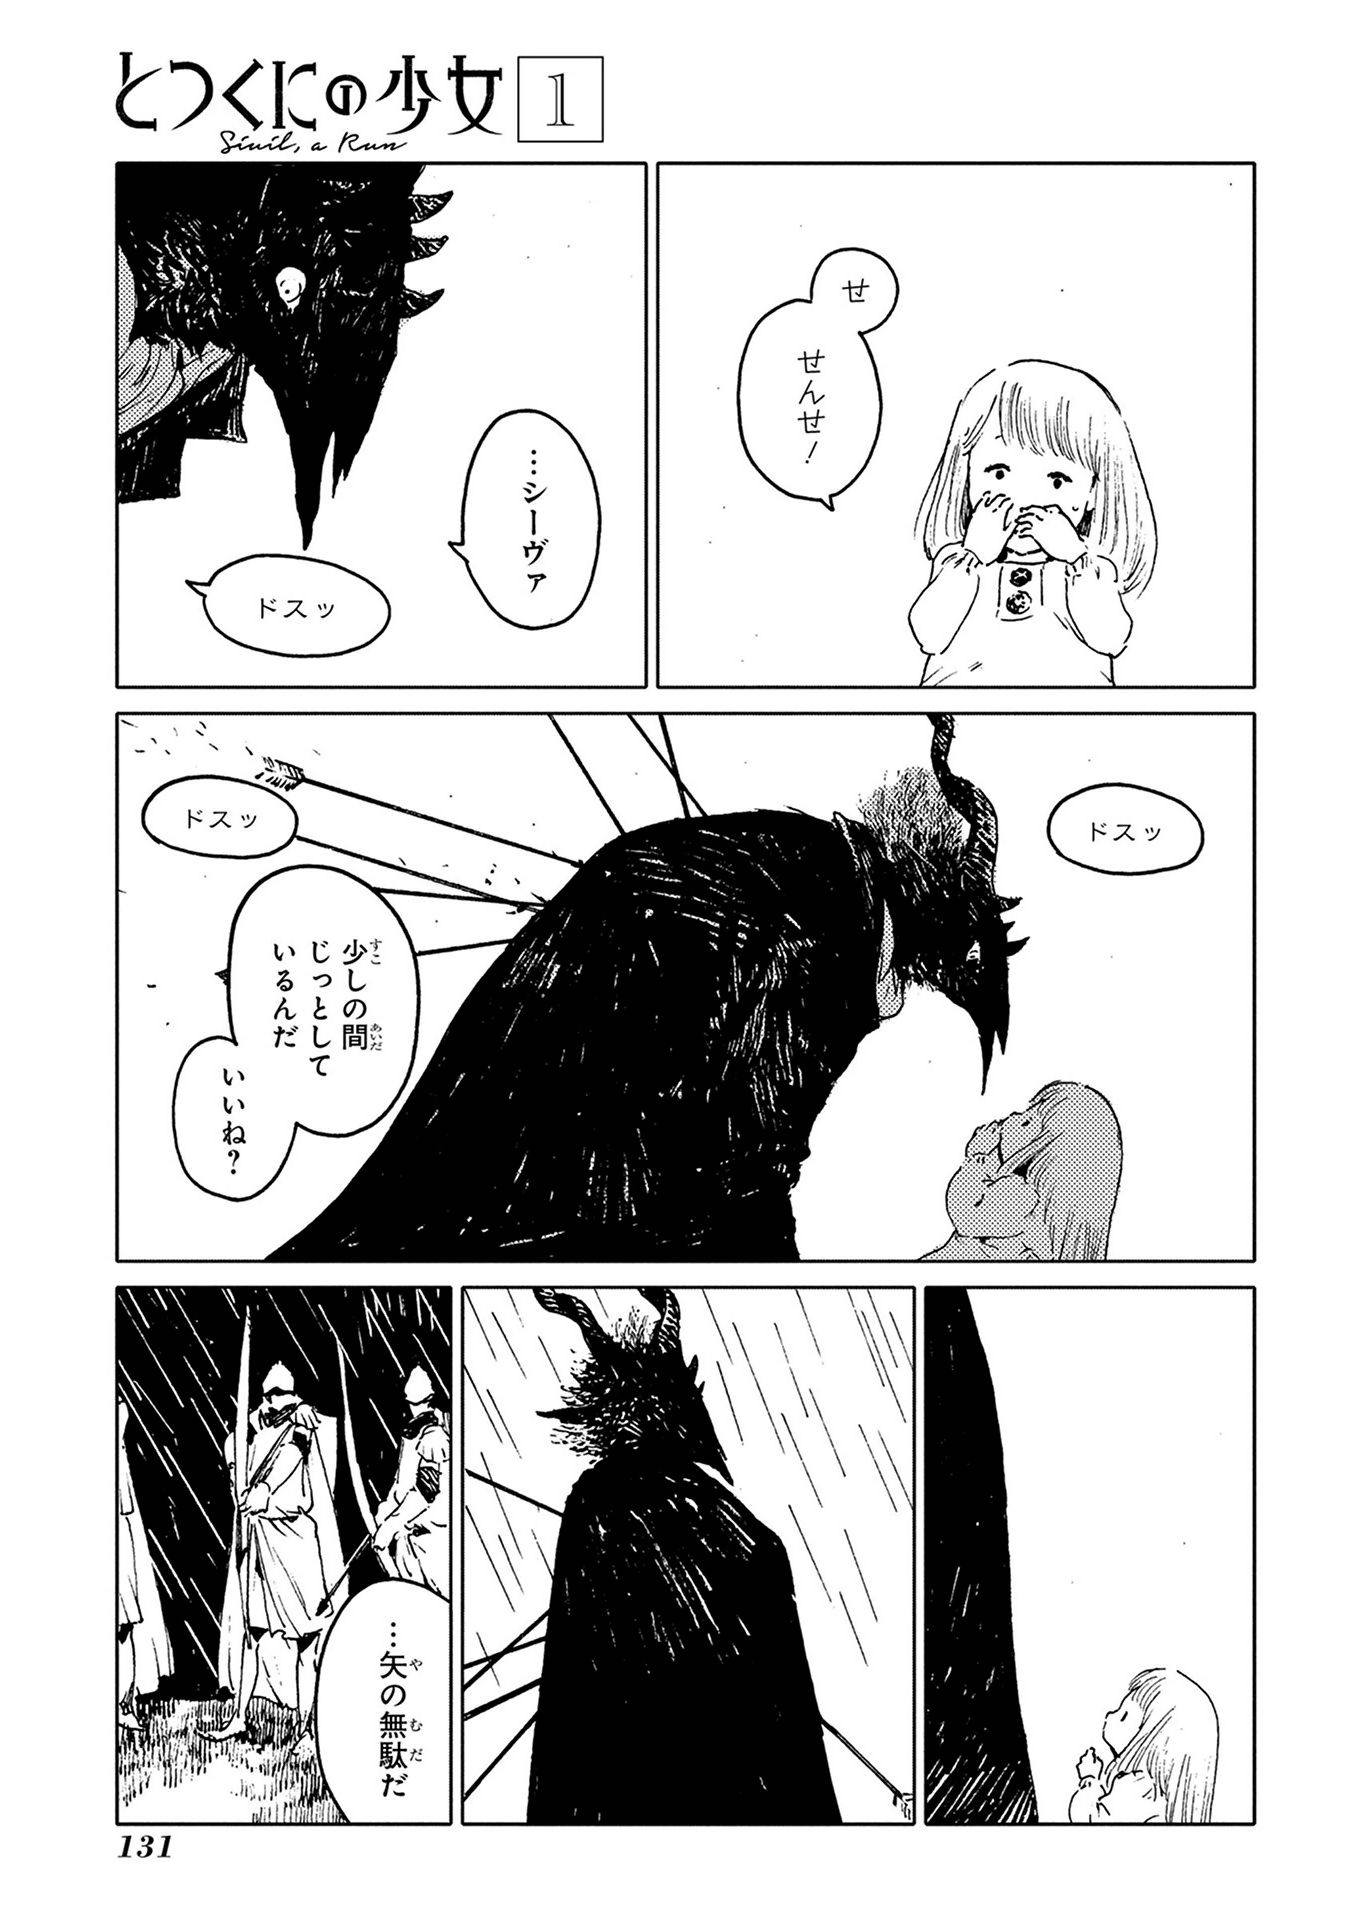 とつくにの少女 1
Siúil, a Rún
せ
せんせ!
…シーヴァ
ドスッ
ドスッ
少しの間
じっとして
いるんだ
いいね?
ドスッ
…矢の無駄だ
131